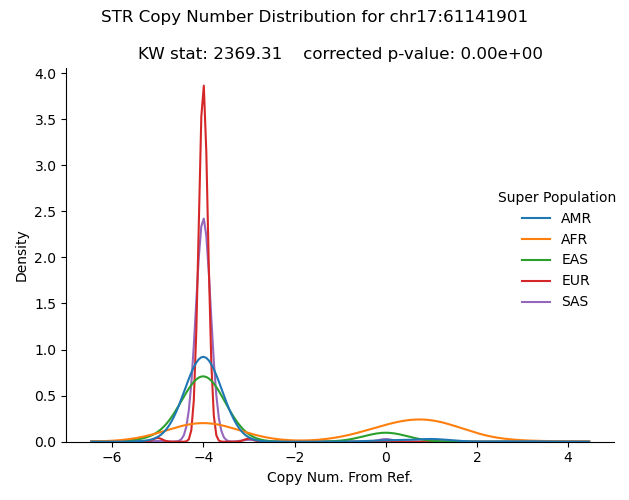 STR Copy Number Distribution for chr17:61141901
KW stat: 2369.31    corrected p-value: 0.00e+00
4.0
3.5
3.0
2.5
2.0
1.5
1.0
0.5
0.0
Density
Super Population
AMR
AFR
EAS
EUR
SAS
−6 −4 −2 0 2 4
Copy Num. From Ref.